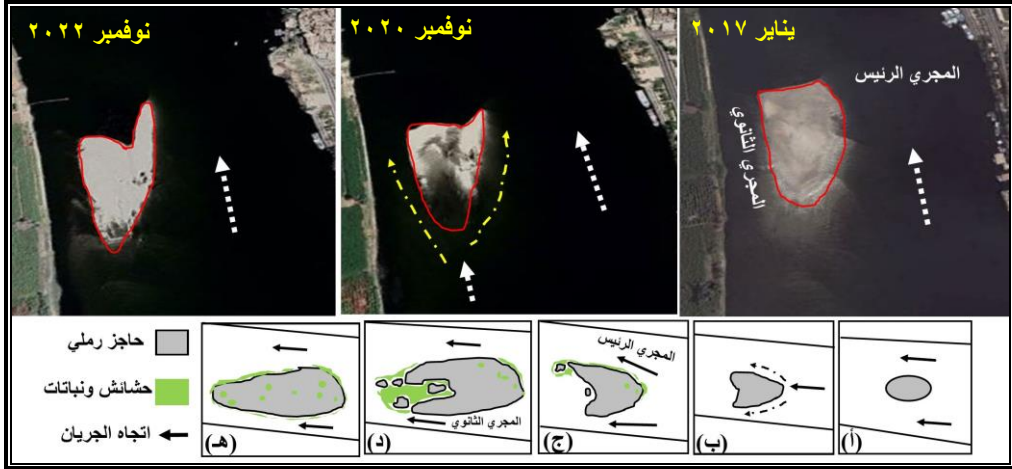 يناير ٢٠١٧
المجري الرئيس
المجري الثانوي
نوفمبر ٢٠٢٠
نوفمبر ٢٠٢٢
(أ)
(ب)
المجري الرئيس
(ج)
المجري الثانوي
(د)
(هـ)
حاجز رملي
حشائش ونباتات
اتجاه الجريان